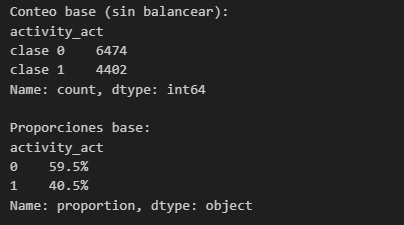 Conteo base (sin balancear):
activity_act
clase 0    6474
clase 1    4402
Name: count, dtype: int64

Proporciones base:
activity_act
0    59.5%
1    40.5%
Name: proportion, dtype: object